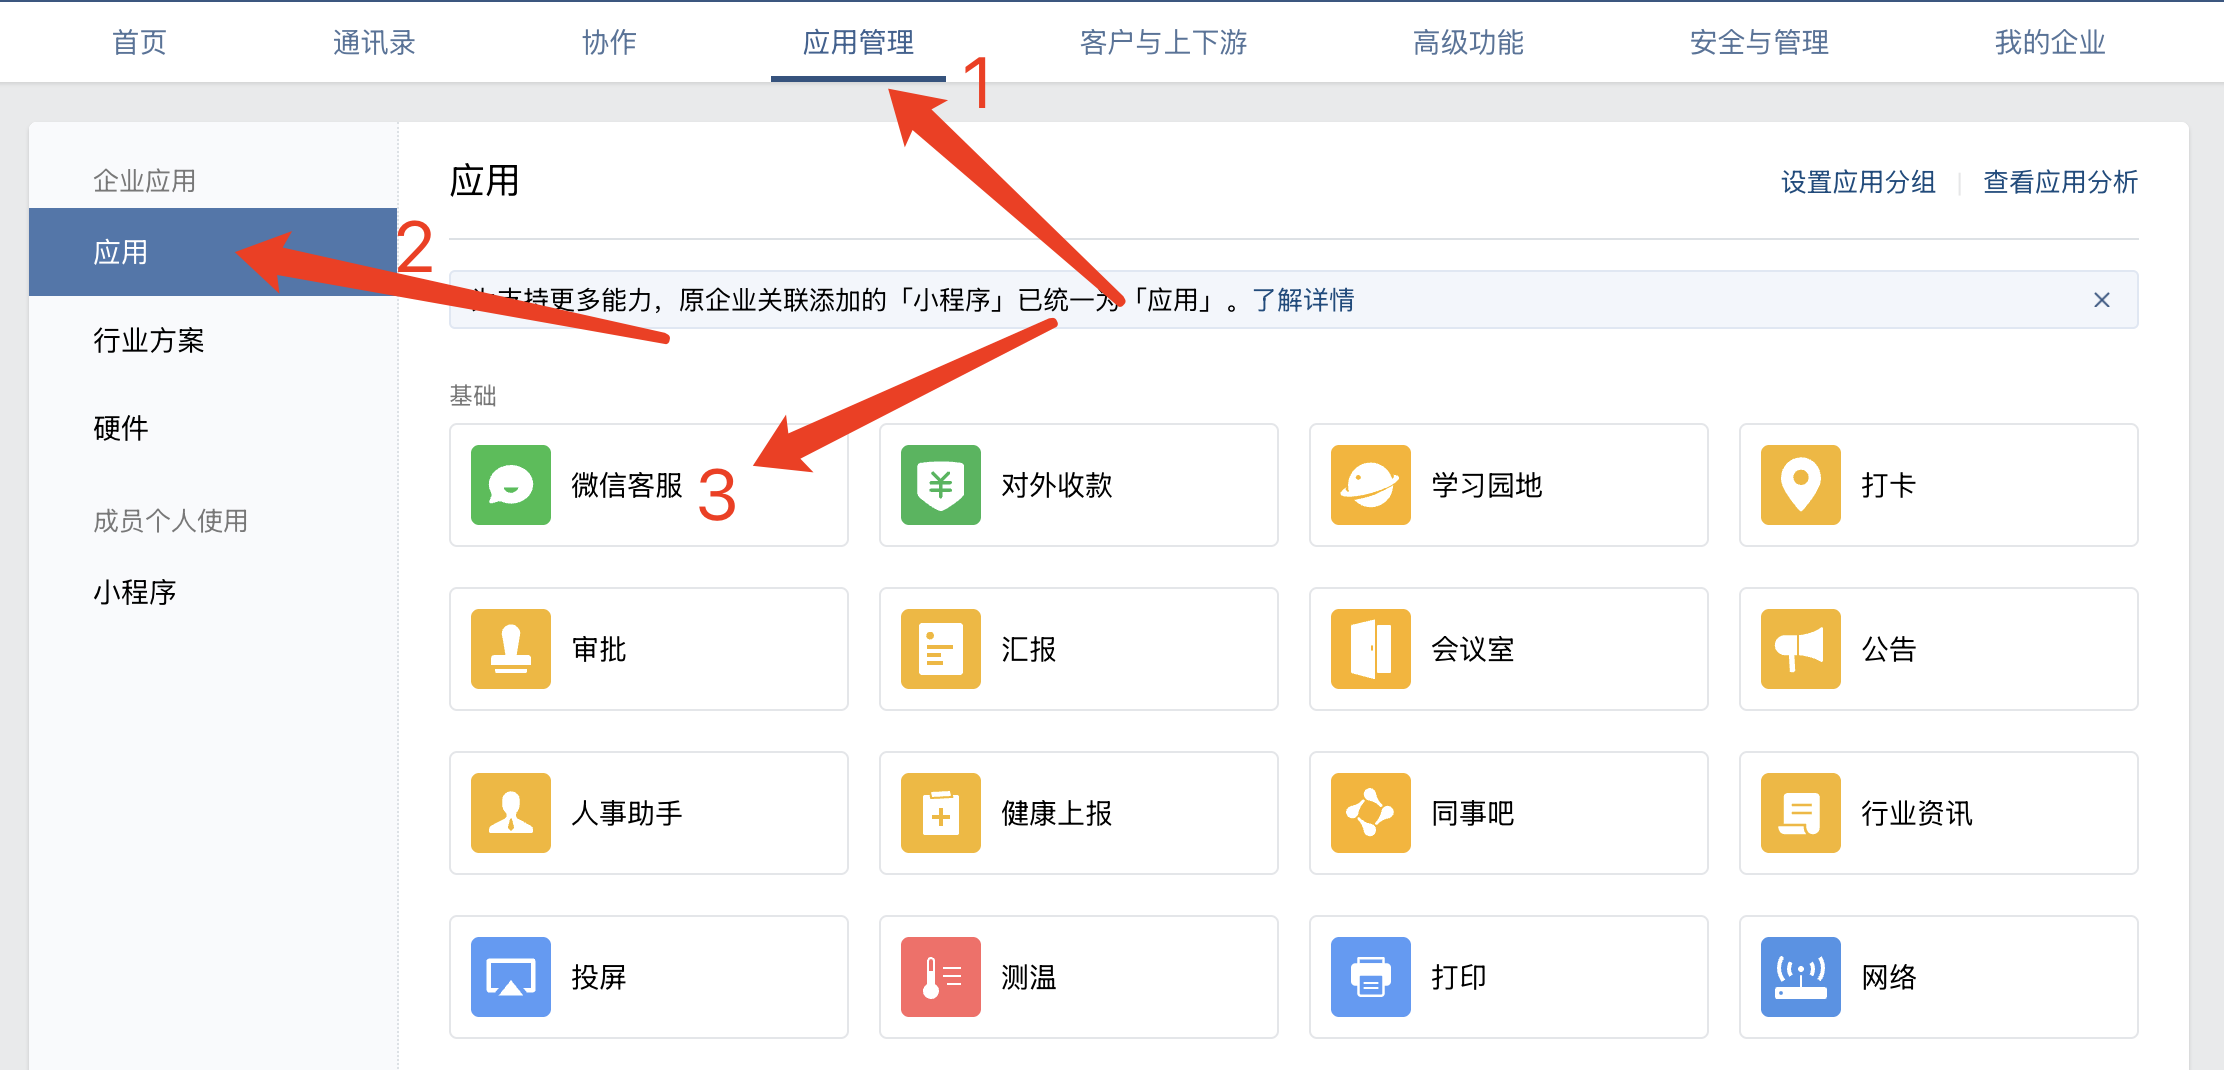 首页 通讯录 协作 应用管理 客户与上下游 高级功能 安全与管理 我的企业
1
企业应用
应用
2
行业方案
硬件
成员个人使用
小程序
应用
设置应用分组 查看应用分析
支持更多能力，原企业关联添加的「小程序」已统一为「应用」。了解详情
基础
微信客服 3
对外收款
学习园地
打卡
审批
汇报
会议室
公告
人事助手
健康上报
同事吧
行业资讯
投屏
测温
打印
网络